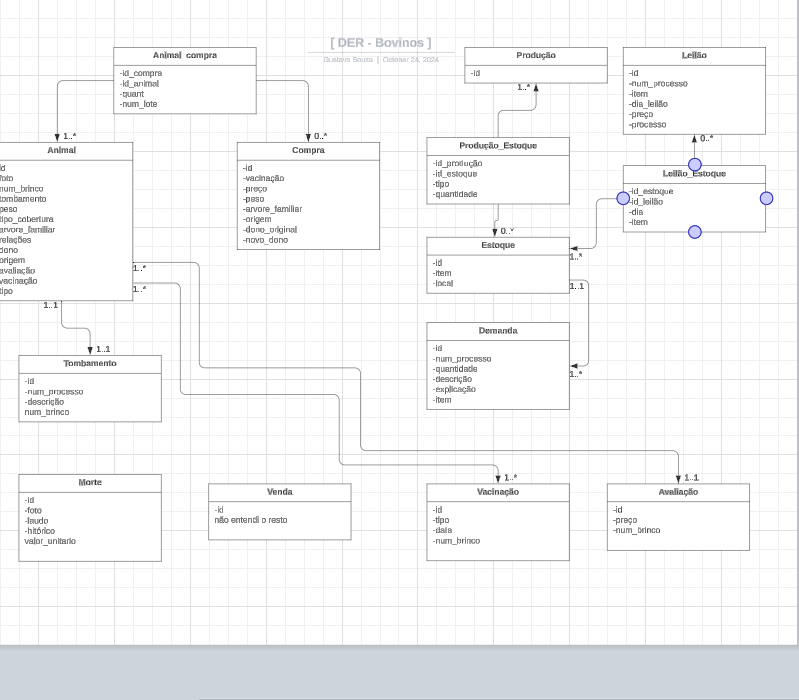 [ DER - Bovinos ]
Gustavo Souza | October 24, 2024
Animal_compra
-id_compra
-id_animal
-quant
-num_lote
1..*
0..*
Produção
-id
1..*
Leilão
-id
-num_processo
-item
-dia_leilão
-preço
-processo
0..*
Animal
id
foto
num_brinco
tombamento
peso
tipo_cobertura
arvore_familiar
relações
dono
origem
avaliação
vacinação
tipo
1..*
1..*
1..1
Compra
-id
-vacinação
-preço
-peso
-arvore_familiar
-origem
-dono_original
-novo_dono
Produção_Estoque
-id_produção
-id_estoque
-tipo
-quantidade
0..*
Leilão_Estoque
-id_estoque
-id_leilão
-dia
-item
1..*
Estoque
-id
-item
-local
1..1
Demanda
-id
-num_processo
-quantidade
-descrição
-explicação
-item
1..*
1..1
Tombamento
-id
-num_processo
-descrição
num_brinco
Morte
-id
-foto
-laudo
-hitórico
valor_unitario
Venda
-id
não entendi o resto
1..*
Vacinação
-id
-tipo
-data
-num_brinco
1..1
Avaliação
-id
-preço
-num_brinco